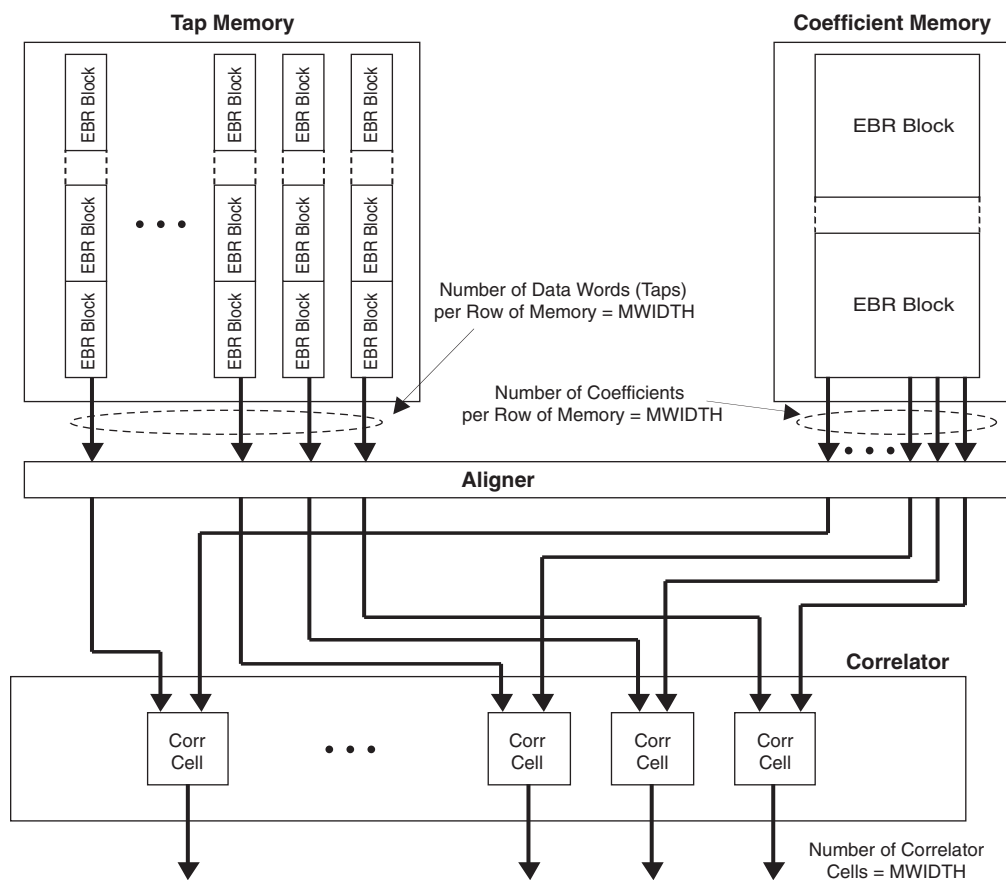 Tap Memory
Coefficient Memory
EBR Block
EBR Block
EBR Block
EBR Block
EBR Block
EBR Block
EBR Block
EBR Block
EBR Block
EBR Block
EBR Block
EBR Block
EBR Block
EBR Block
Number of Data Words (Taps)
per Row of Memory = MWIDTH
Number of Coefficients
per Row of Memory = MWIDTH
Aligner
Correlator
Corr
Cell
Corr
Cell
Corr
Cell
Corr
Cell
Number of Correlator
Cells = MWIDTH